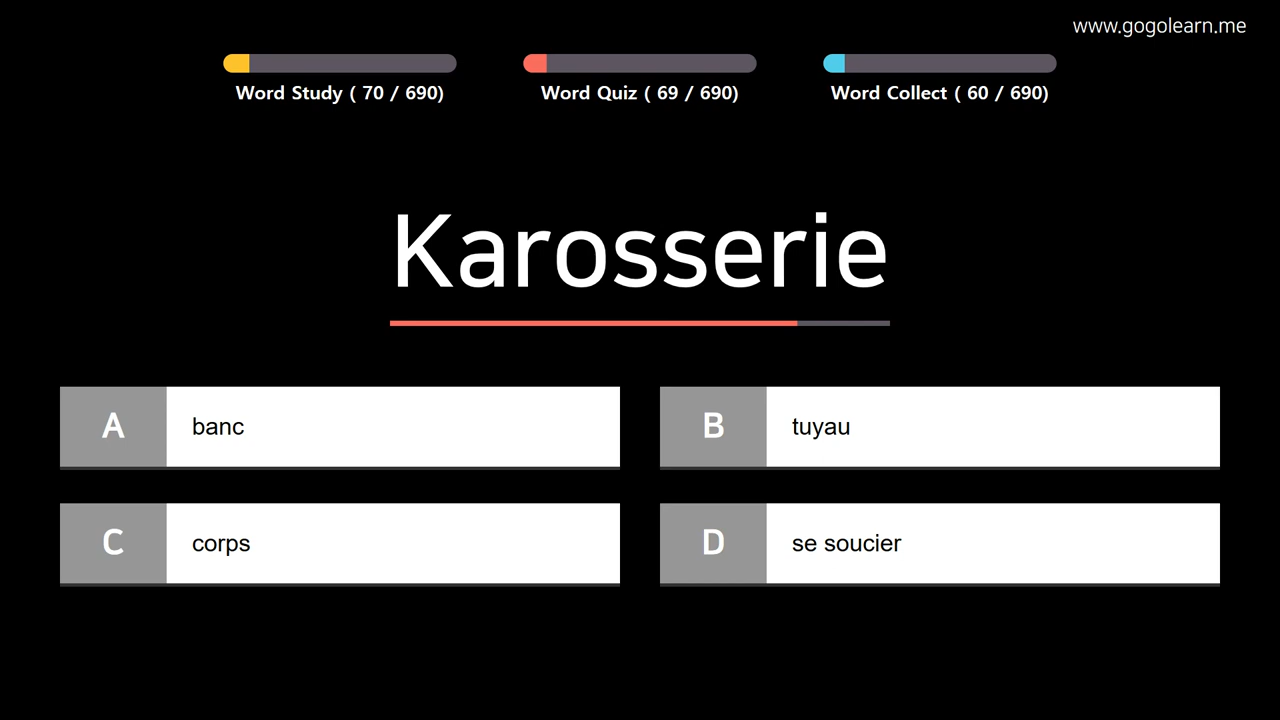 www.gogolearn.me
Word Study ( 70 / 690)
Word Quiz ( 69 / 690)
Word Collect ( 60 / 690)
Karosserie
A banc
B tuyau
C corps
D se soucier